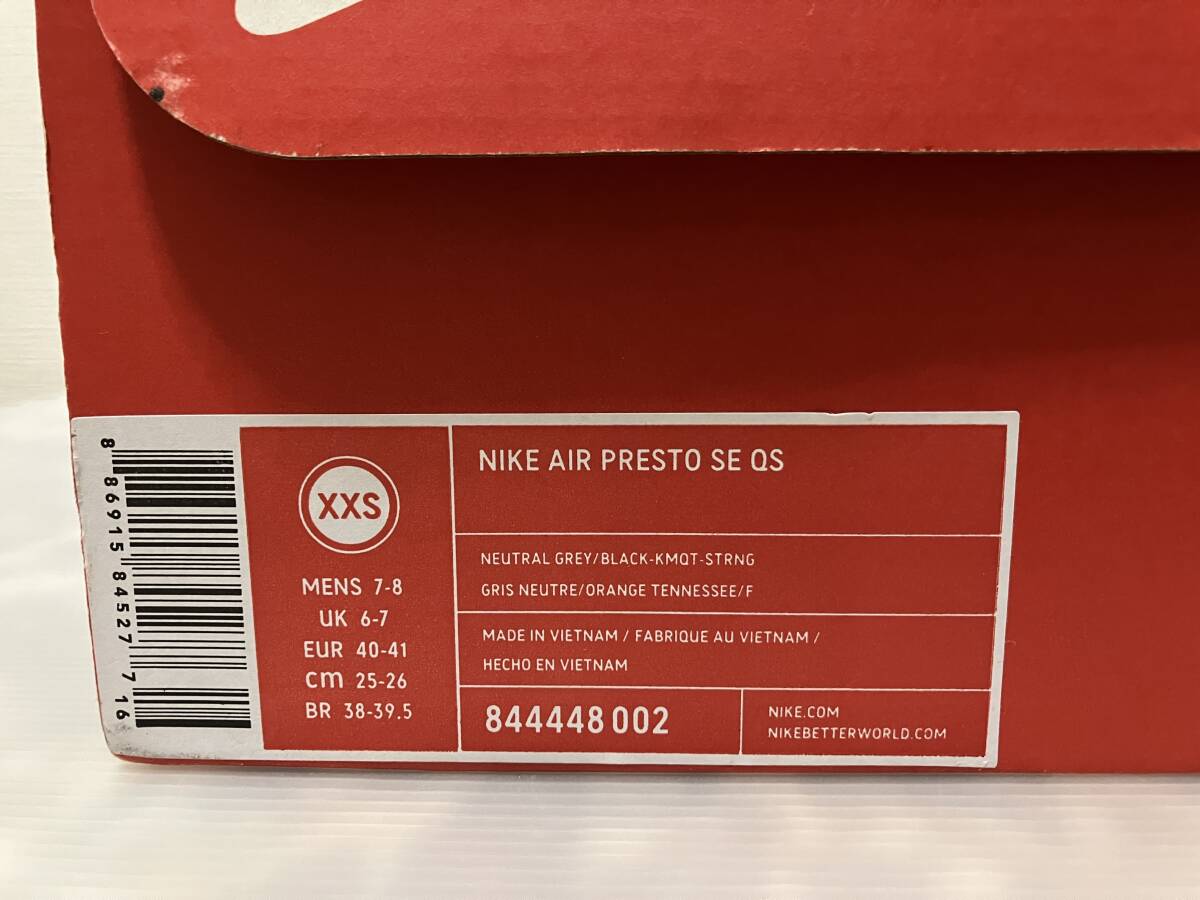 8 86915 84527 7 16
XXS
MENS 7-8
UK 6-7
EUR 40-41
cm 25-26
BR 38-39.5
NIKE AIR PRESTO SE QS
NEUTRAL GREY/BLACK-KMQT-STRNG
GRIS NEUTRE/ORANGE TENNESSEE/F
MADE IN VIETNAM / FABRIQUE AU VIETNAM /
HECHO EN VIETNAM
844448 002
NIKE.COM
NIKEBETTERWORLD.COM